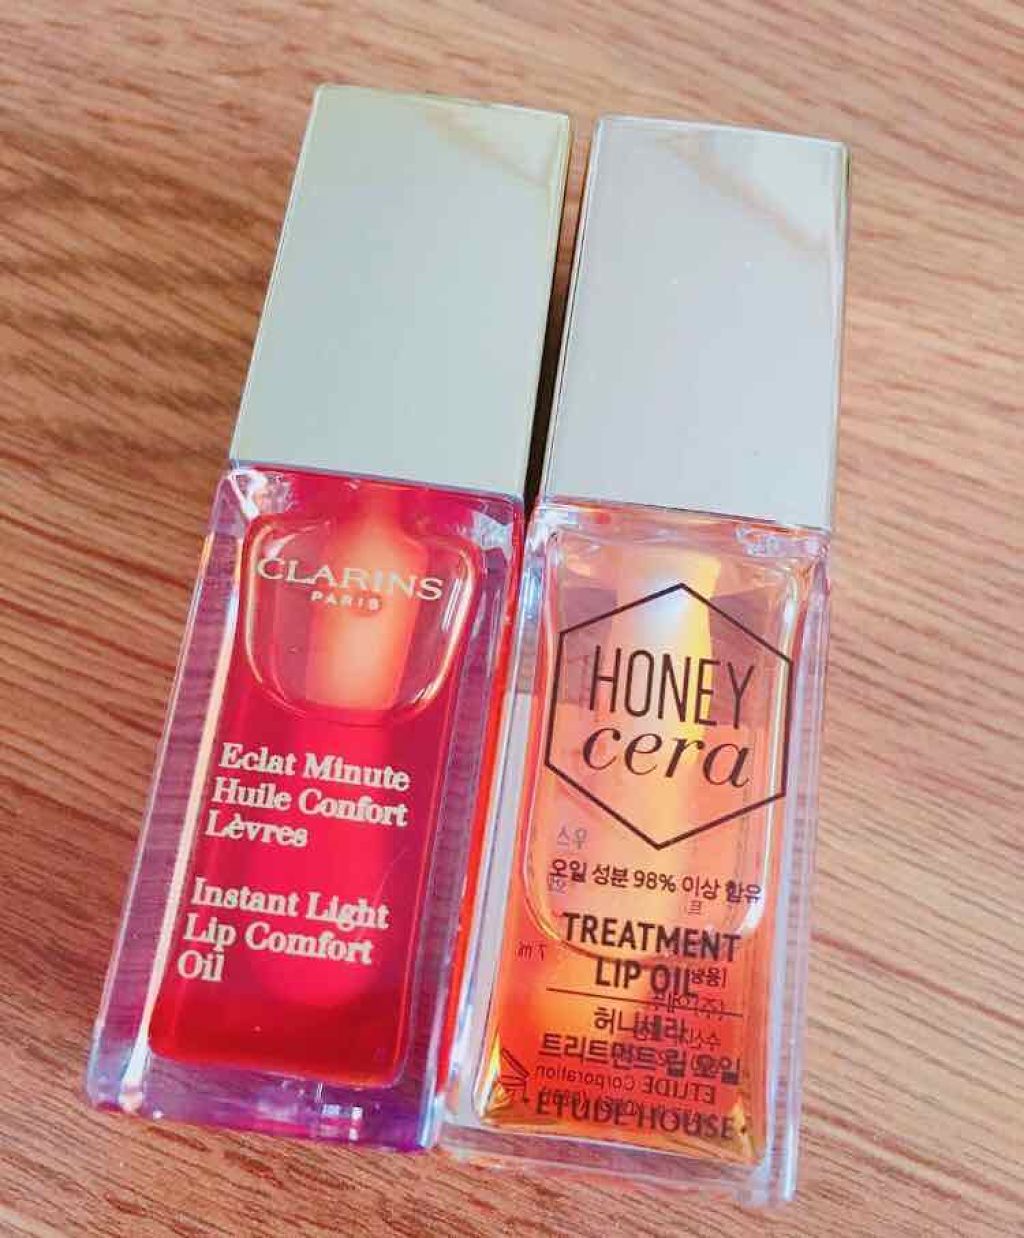 CLARINS
PARIS
Eclat Minute
Huile Confort
Lèvres
Instant Light
Lip Comfort
Oil
HONEY
cera
오일 성분 98% 이상 함유
TREATMENT
LIP OIL
허니세라
트리트먼트 립 오일
ETUDE HOUSE
7 ml
ETUDE Corporation